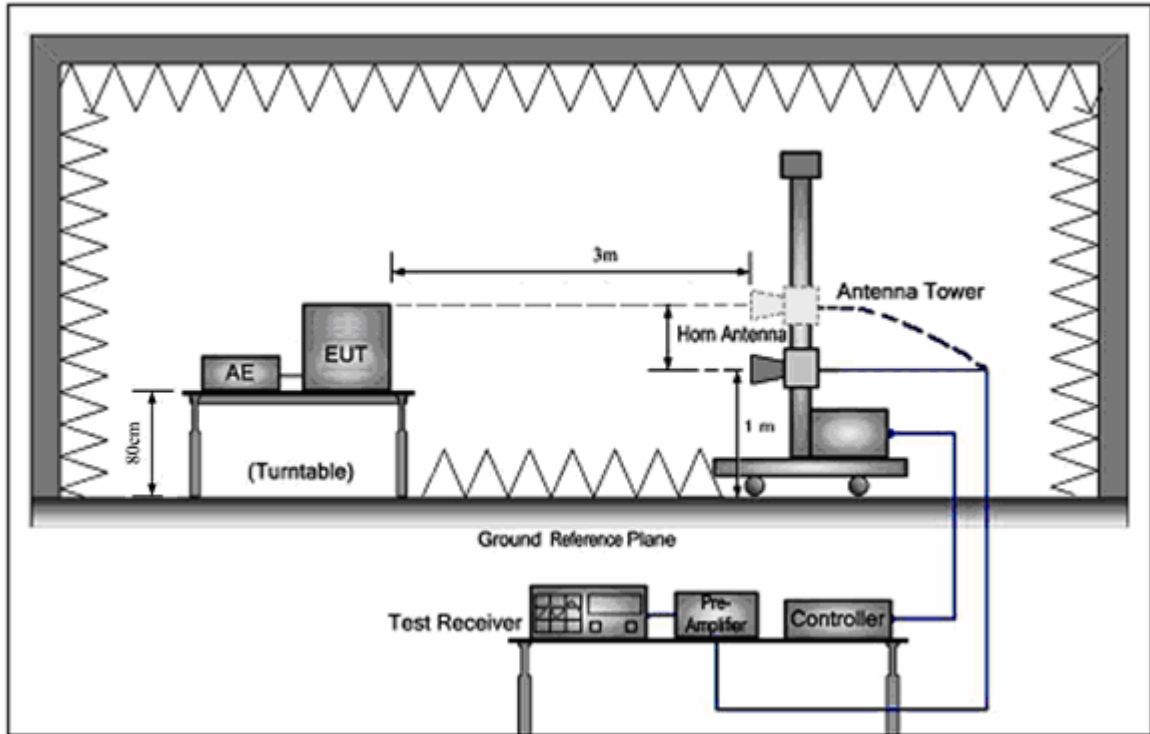 3m
Antenna Tower
Horn Antenna
EUT
AE
1 m
80cm
(Turntable)
Ground Reference Plane
Test Receiver
Pre-
Amplifier
Controller